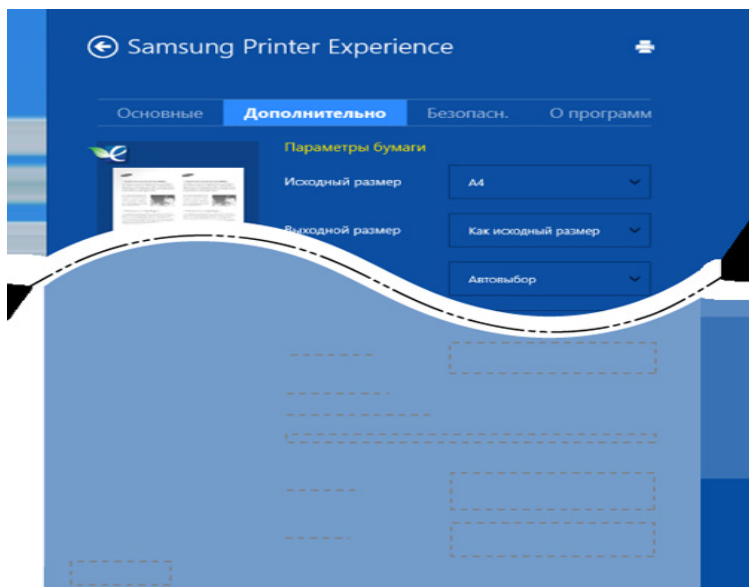 Samsung Printer Experience
Основные Дополнительно Безопасн. О программ
Параметры бумаги
Исходный размер A4
Выходной размер Как исходный размер
Автовыбор